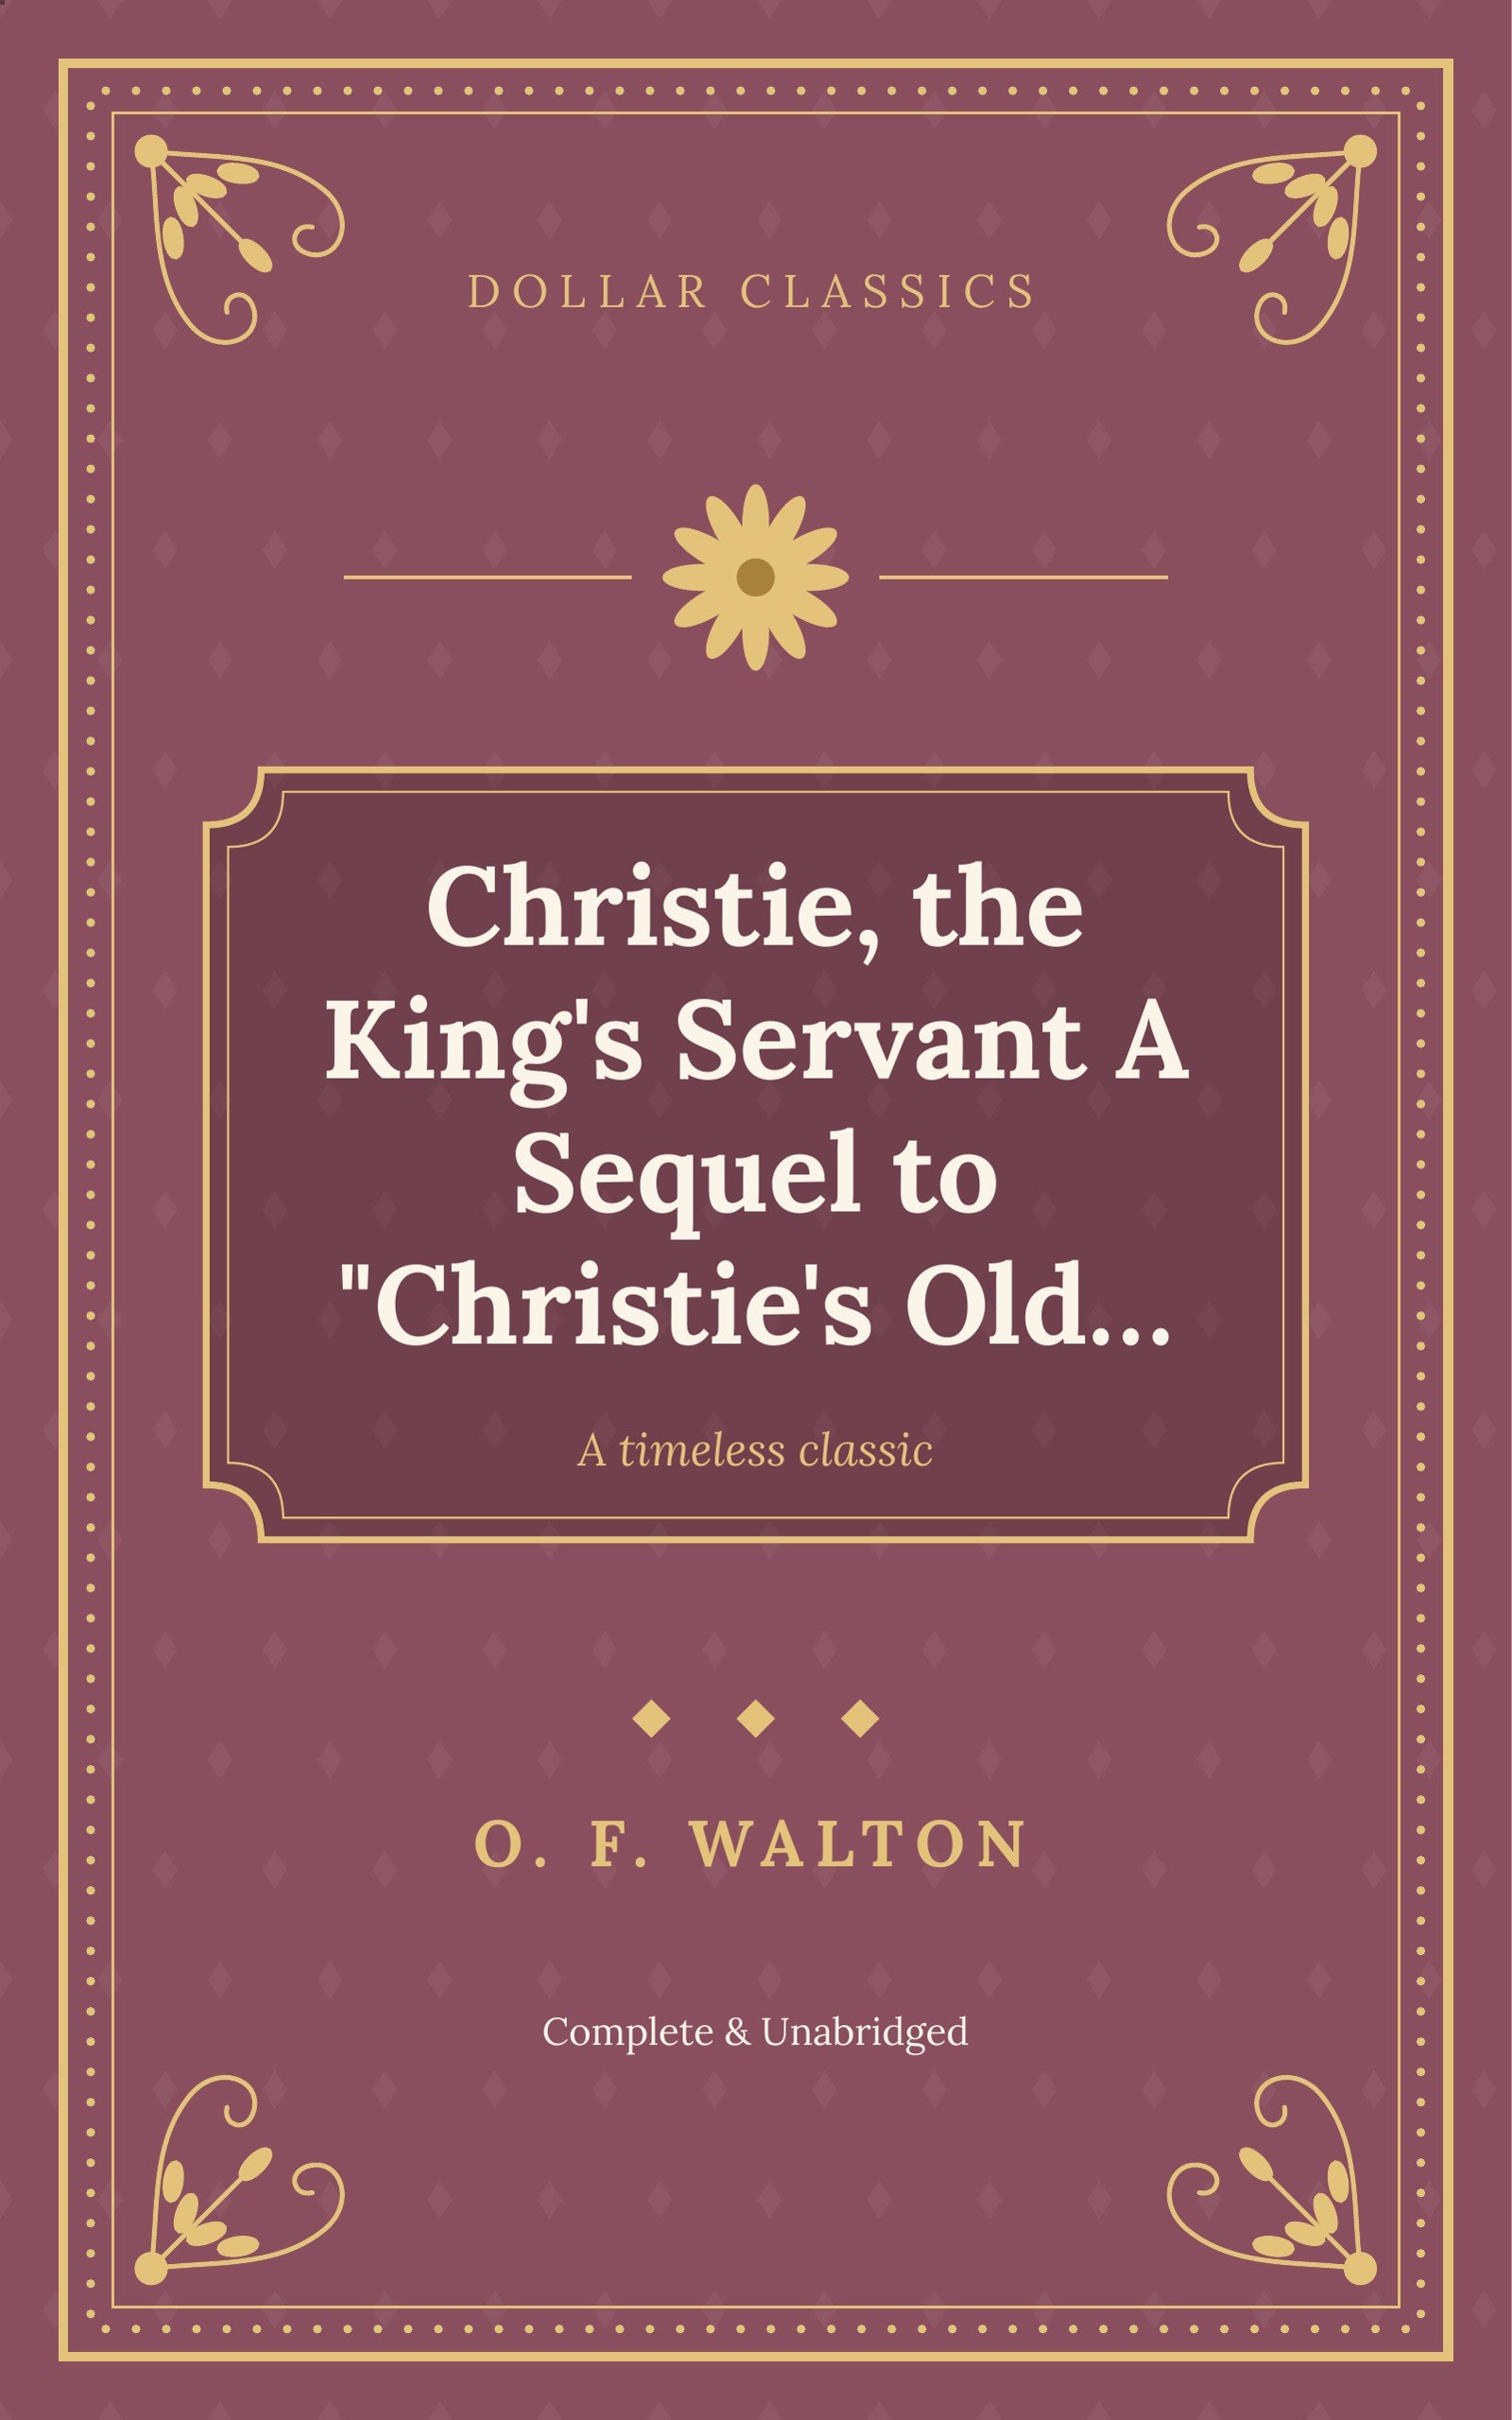 DOLLAR CLASSICS
Christie, the
King's Servant A
Sequel to
"Christie's Old...
A timeless classic
O. F. WALTON
Complete & Unabridged